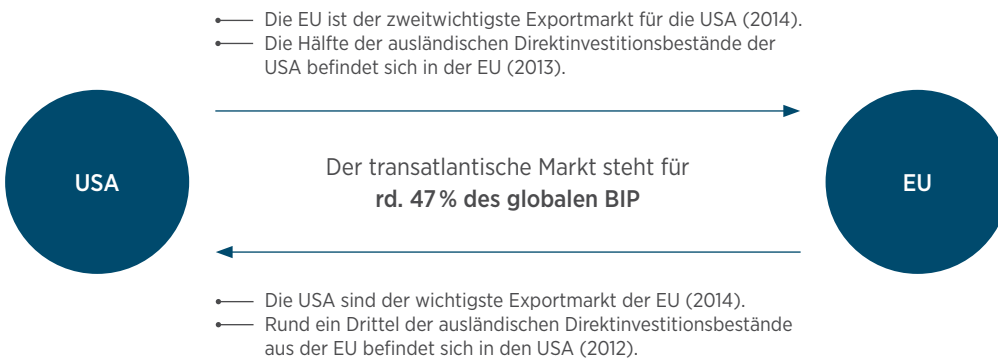 Die EU ist der zweitwichtigste Exportmarkt für die USA (2014).
Die Hälfte der ausländischen Direktinvestitionsbestände der
USA befindet sich in der EU (2013).
USA
Der transatlantische Markt steht für
rd. 47 % des globalen BIP
EU
Die USA sind der wichtigste Exportmarkt der EU (2014).
Rund ein Drittel der ausländischen Direktinvestitionsbestände
aus der EU befindet sich in den USA (2012).